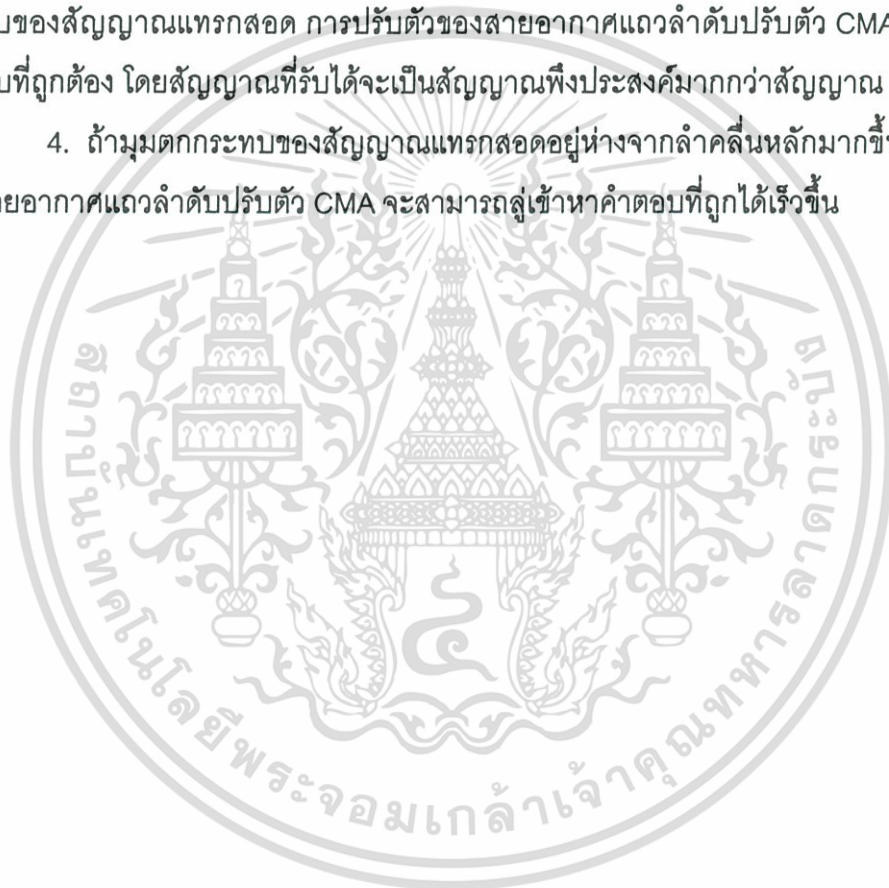 บของสัญญาณแทรกสอด การปรับตัวของสายอากาศแถวลำดับปรับตัว CMA
บที่ถูกต้อง โดยสัญญาณที่รับได้จะเป็นสัญญาณพึงประสงค์มากกว่าสัญญาณ
4. ถ้ามุมตกกระทบของสัญญาณแทรกสอดอยู่ห่างจากลำคลื่นหลักมากขึ้น
ายอากาศแถวลำดับปรับตัว CMA จะสามารถลู่เข้าหาคำตอบที่ถูกได้เร็วขึ้น
สถาบันเทคโนโลยีพระจอมเกล้าเจ้าคุณทหารลาดกระบัง